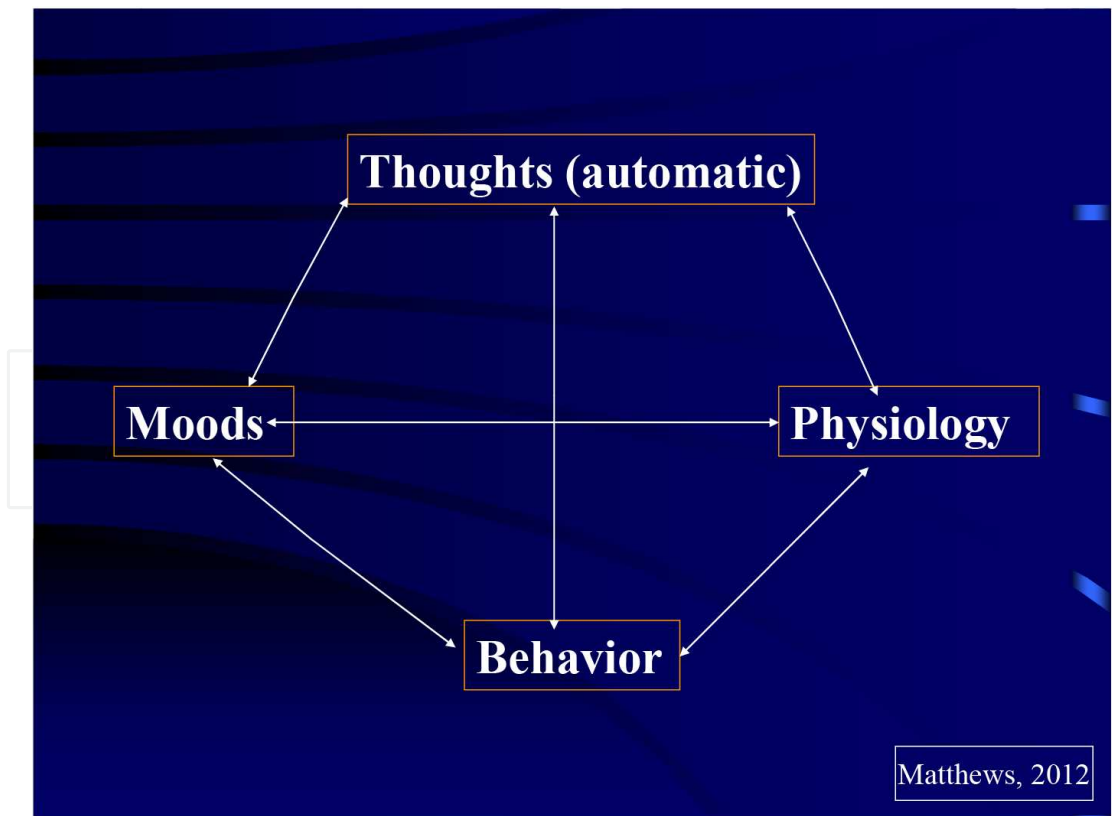 Thoughts (automatic)
Moods
Physiology
Behavior
Matthews, 2012